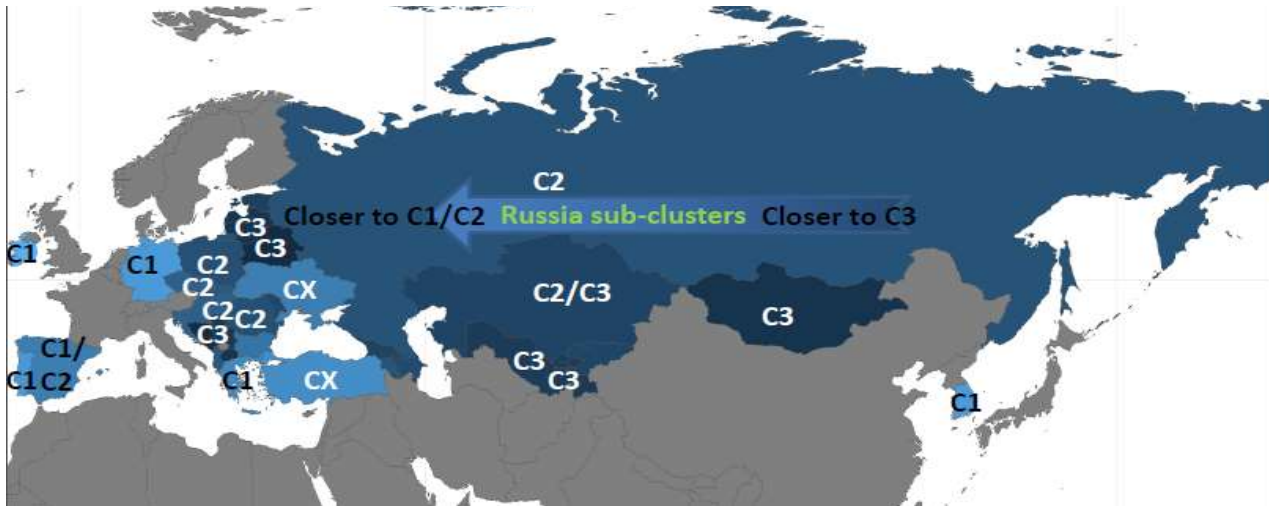 C2
Closer to C1/C2 Russia sub-clusters Closer to C3
C3
C3
C1
C1
C2
C2
CX
C2/C3
C2
C2
C3
C3
C1/
C1 C2
C1
CX
C3
C3
C1